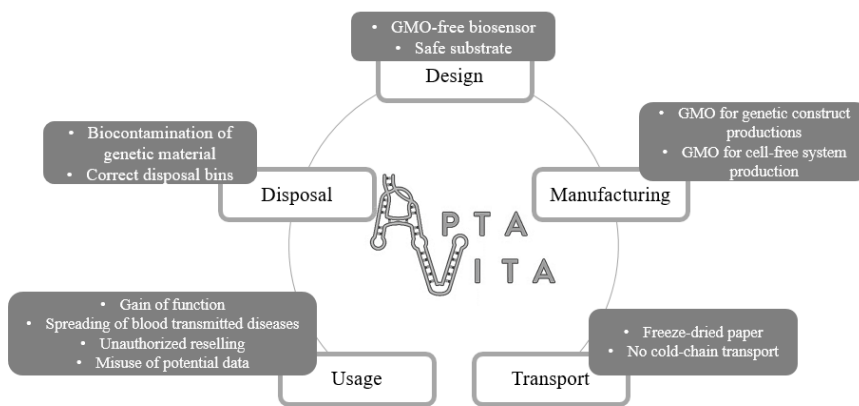 • GMO-free biosensor
• Safe substrate
Design
• GMO for genetic construct
productions
• GMO for cell-free system
production
Manufacturing
• Biocontamination of
genetic material
• Correct disposal bins
Disposal
APTA
VITA
• Gain of function
• Spreading of blood transmitted diseases
• Unauthorized reselling
• Misuse of potential data
Usage
• Freeze-dried paper
• No cold-chain transport
Transport